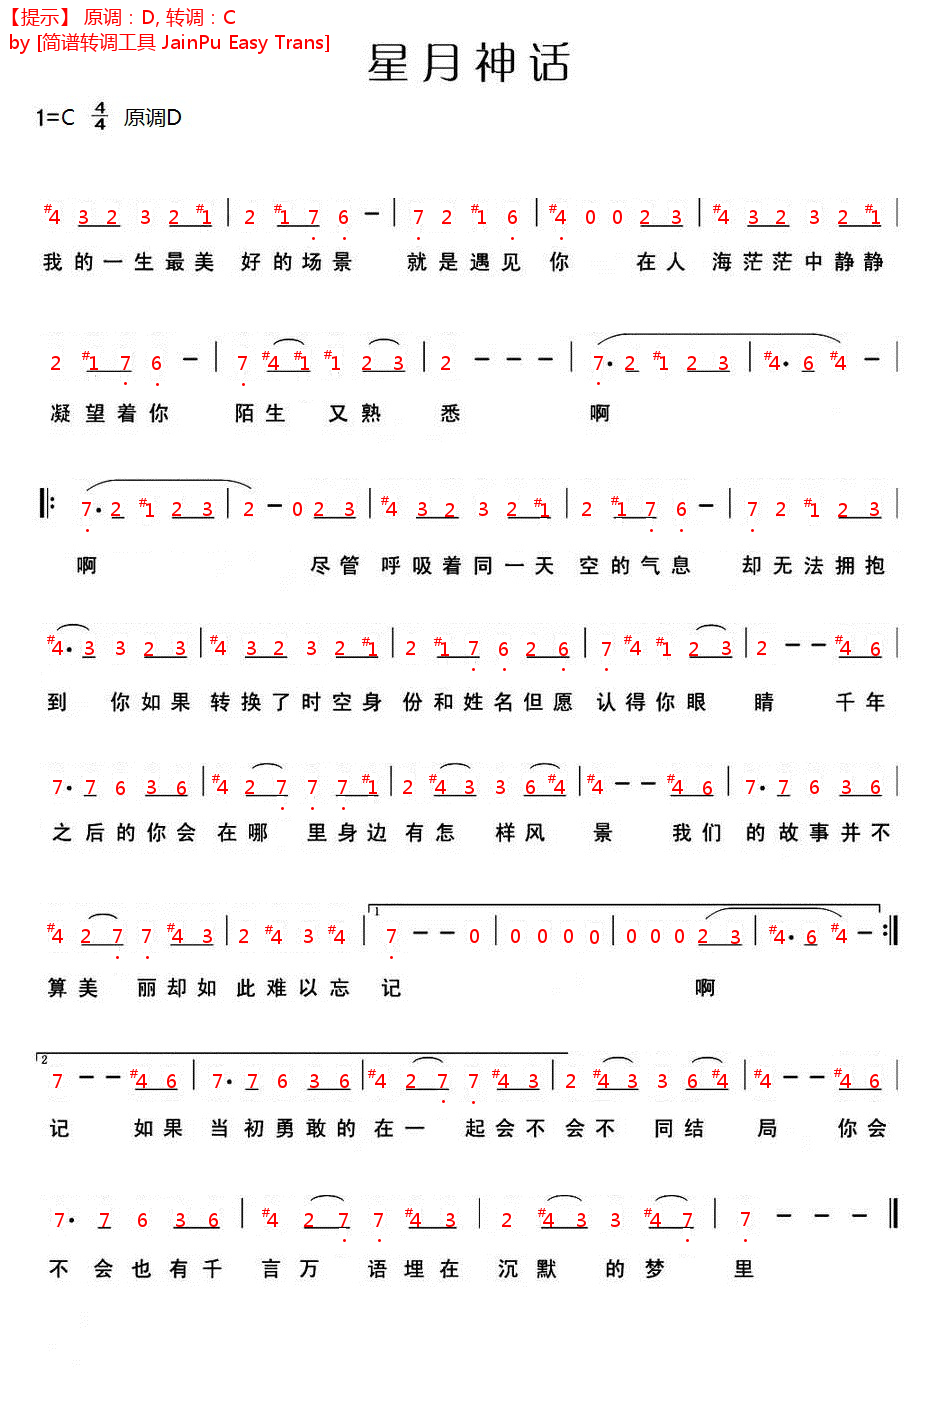 【提示】 原调：D, 转调：C
by [简谱转调工具 JainPu Easy Trans]
星月神话
1=C 4/4 原调D
#4 3 2 3 2 #1 | 2 #1 7 6 － | 7 2 #1 6 | #4 0 0 2 3 | #4 3 2 3 2 #1 |
我的一生最美 好的场景 就是遇见你 在人 海茫茫中静静
2 #1 7 6 － | 7 #4 #1 #1 2 3 | 2 － － － | 7· 2 #1 2 3 | #4· 6 #4 － |
凝望着你 陌生 又熟 悉 啊
‖: 7· 2 #1 2 3 | 2 － 0 2 3 | #4 3 2 3 2 #1 | 2 #1 7 6 － | 7 2 #1 2 3 |
啊 尽管 呼吸着同一天 空的气息 却无法拥抱
#4· 3 3 2 3 | #4 3 2 3 2 #1 | 2 #1 7 6 2 6 | 7 #4 #1 2 3 | 2 － － #4 6 |
到 你如果 转换了时空身 份和姓名但愿 认得你眼 睛 千年
7· 7 6 3 6 | #4 2 7 7 7 #1 | 2 #4 3 3 6 #4 | #4 － － #4 6 | 7· 7 6 3 6 |
之后的你会 在哪 里身边 有怎 样风 景 我们 的故事并不
1
#4 2 7 7 #4 3 | 2 #4 3 #4 | 7 － － 0 | 0 0 0 0 | 0 0 0 2 3 | #4· 6 #4 － :‖
算美 丽却如 此难以忘 记 啊
2
7 － － #4 6 | 7· 7 6 3 6 | #4 2 7 7 #4 3 | 2 #4 3 3 6 #4 | #4 － － #4 6 |
记 如果 当初勇敢的 在一 起会不 会不 同结 局 你会
7· 7 6 3 6 | #4 2 7 7 #4 3 | 2 #4 3 3 #4 7 | 7 － － － ‖
不会也有千 言万 语埋在 沉默 的梦 里